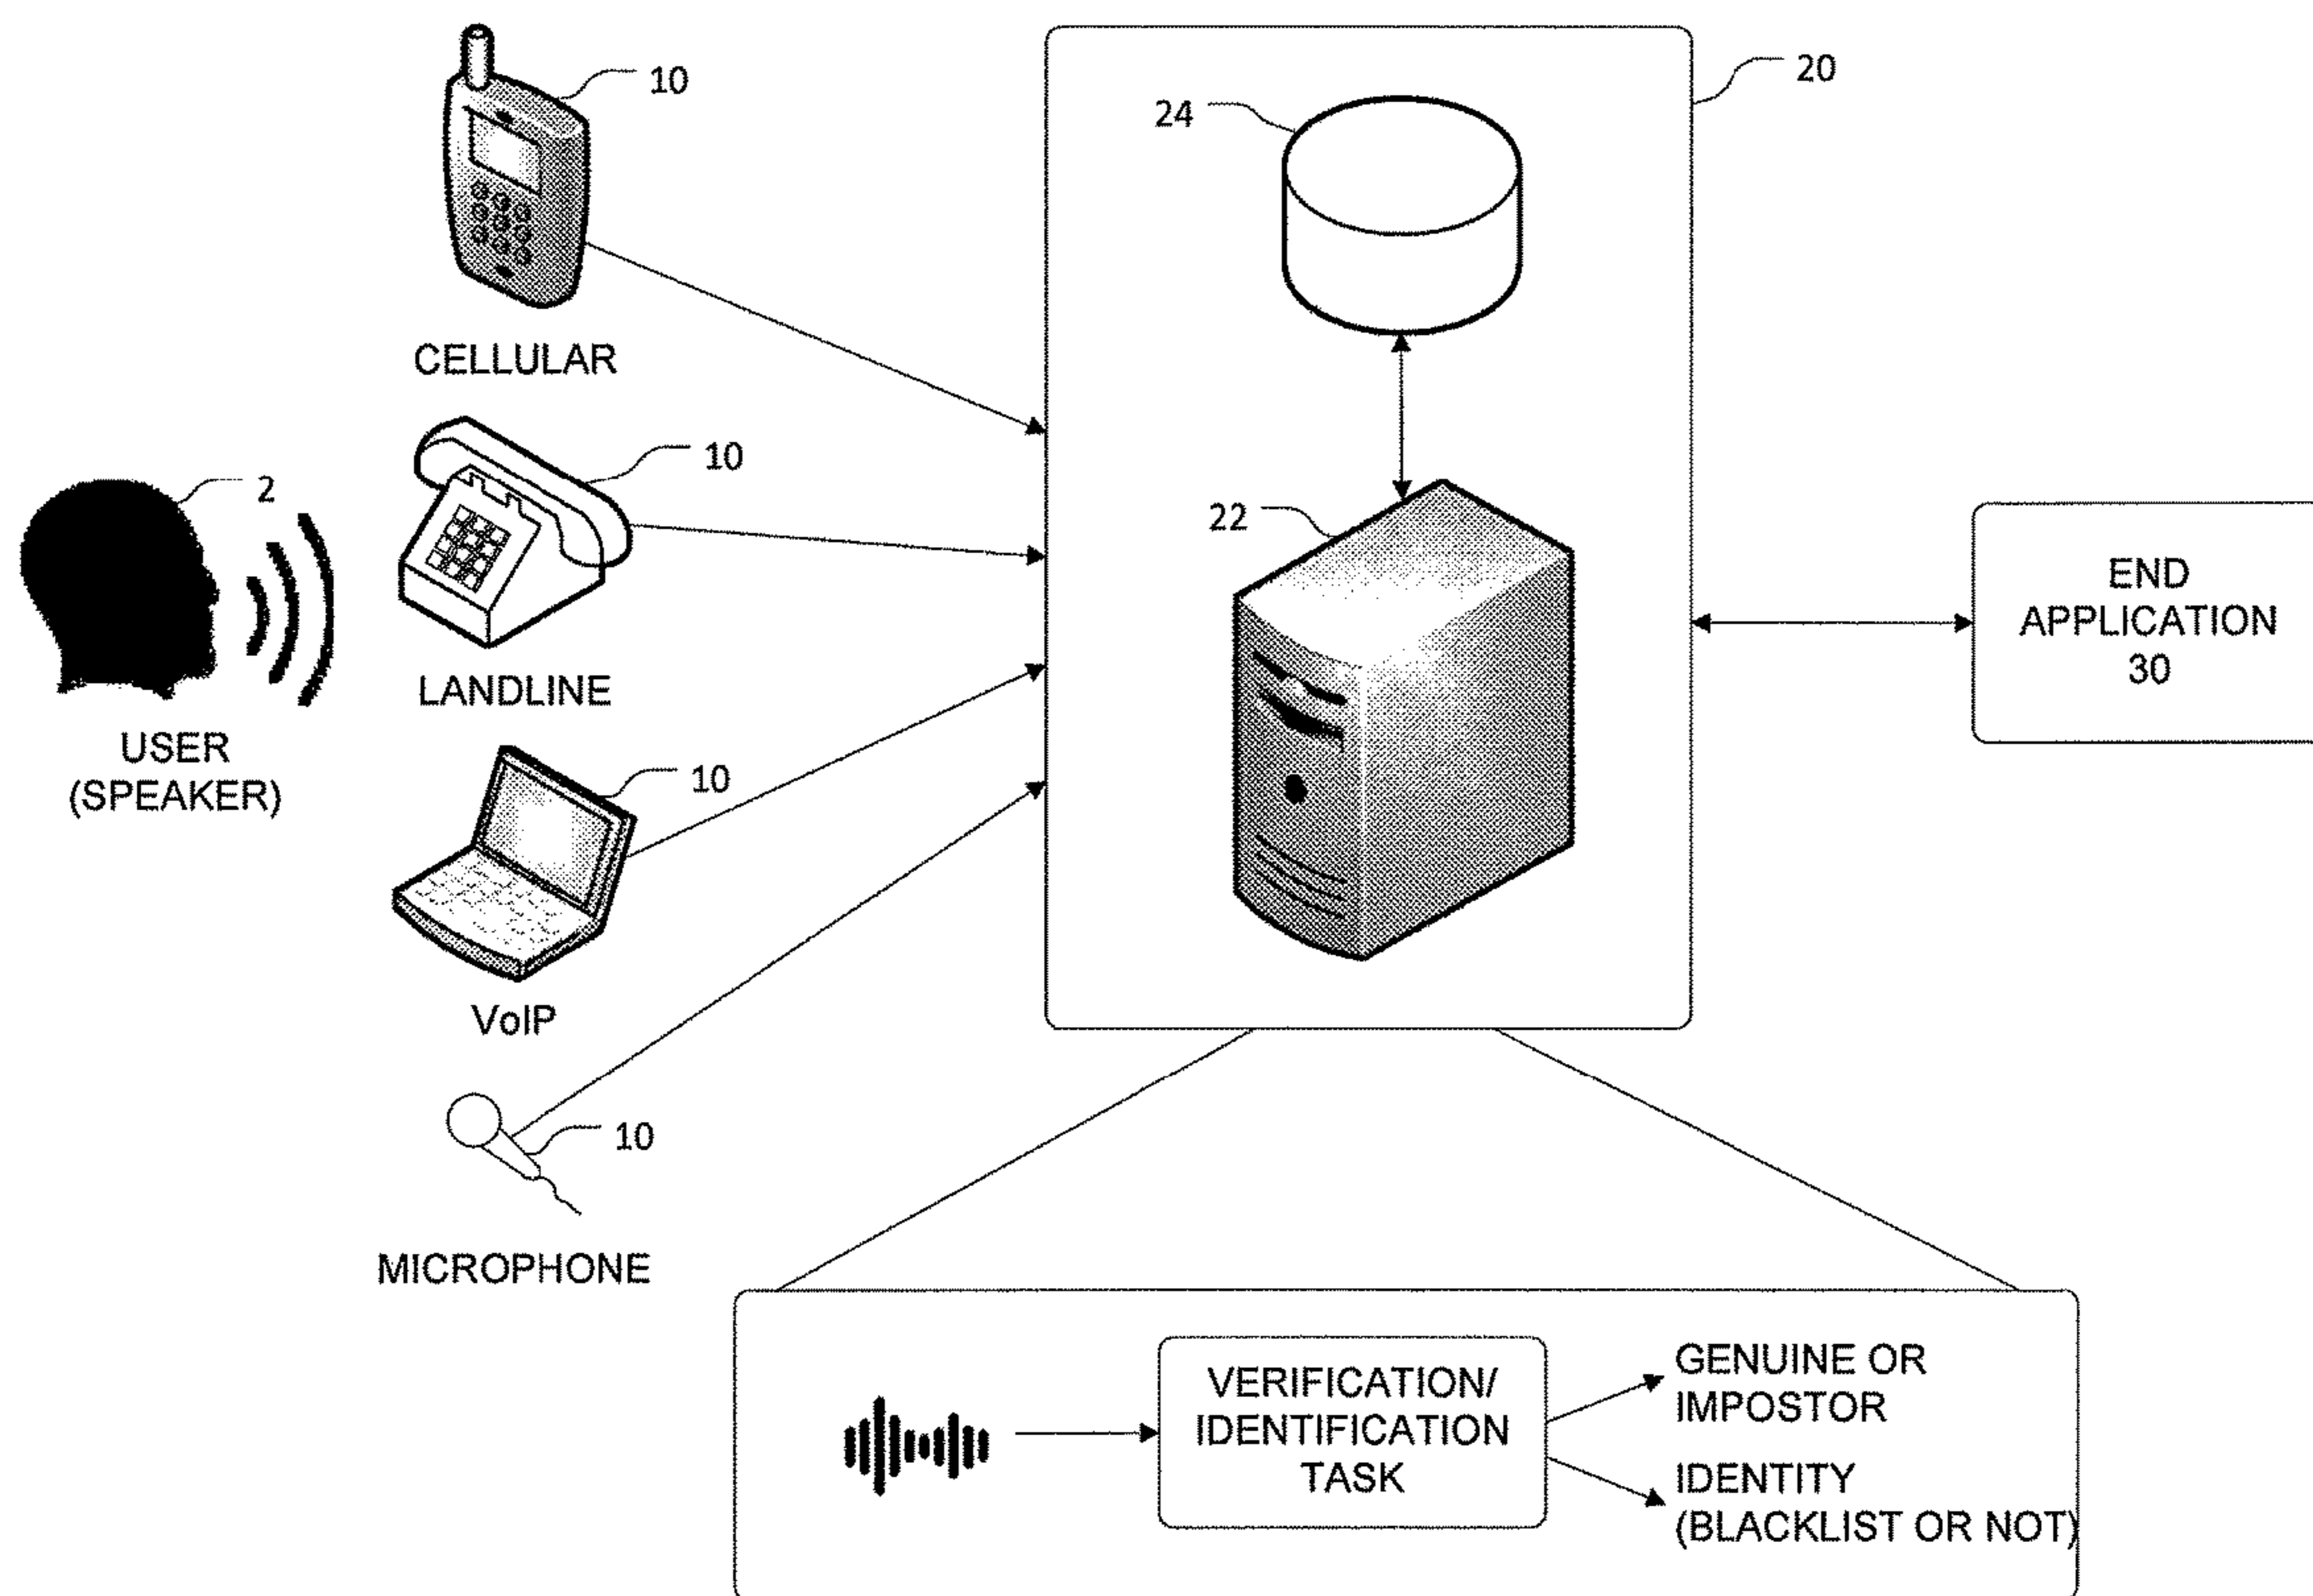 10
CELLULAR
10
LANDLINE
2
USER
(SPEAKER)
10
VoIP
10
MICROPHONE
20
24
22
END
APPLICATION
30
VERIFICATION/
IDENTIFICATION
TASK
GENUINE OR
IMPOSTOR
IDENTITY
(BLACKLIST OR NOT)